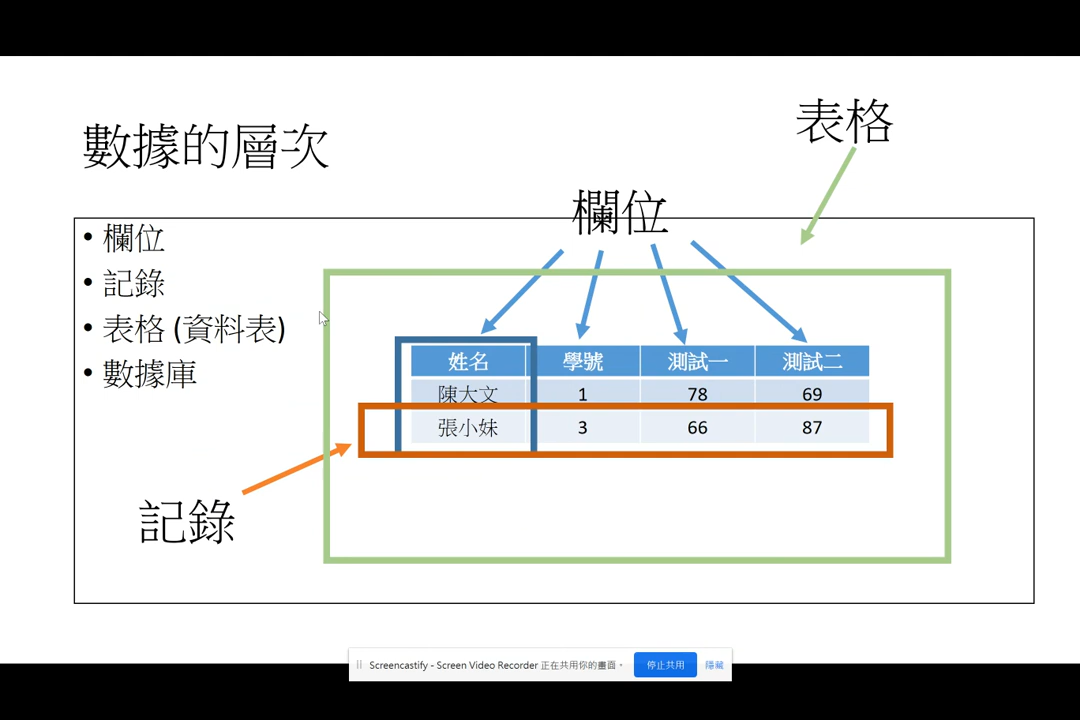 數據的層次
表格
欄位
• 欄位
• 記錄
• 表格 (資料表)
• 數據庫
姓名 學號 測試一 測試二
陳大文 1 78 69
張小妹 3 66 87
記錄
Screencastify - Screen Video Recorder 正在共用你的畫面。 停止共用 隱藏